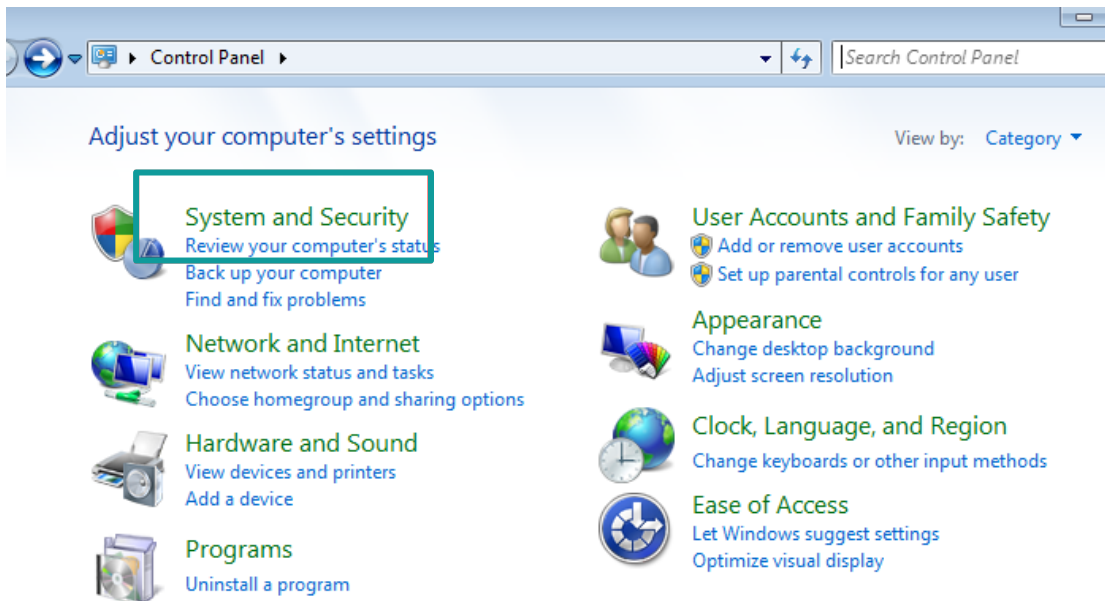 Control Panel
Search Control Panel
Adjust your computer's settings
View by: Category
System and Security
Review your computer's status
Back up your computer
Find and fix problems
Network and Internet
View network status and tasks
Choose homegroup and sharing options
Hardware and Sound
View devices and printers
Add a device
Programs
Uninstall a program
User Accounts and Family Safety
Add or remove user accounts
Set up parental controls for any user
Appearance
Change desktop background
Adjust screen resolution
Clock, Language, and Region
Change keyboards or other input methods
Ease of Access
Let Windows suggest settings
Optimize visual display